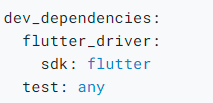 dev_dependencies:
  flutter_driver:
    sdk: flutter
  test: any